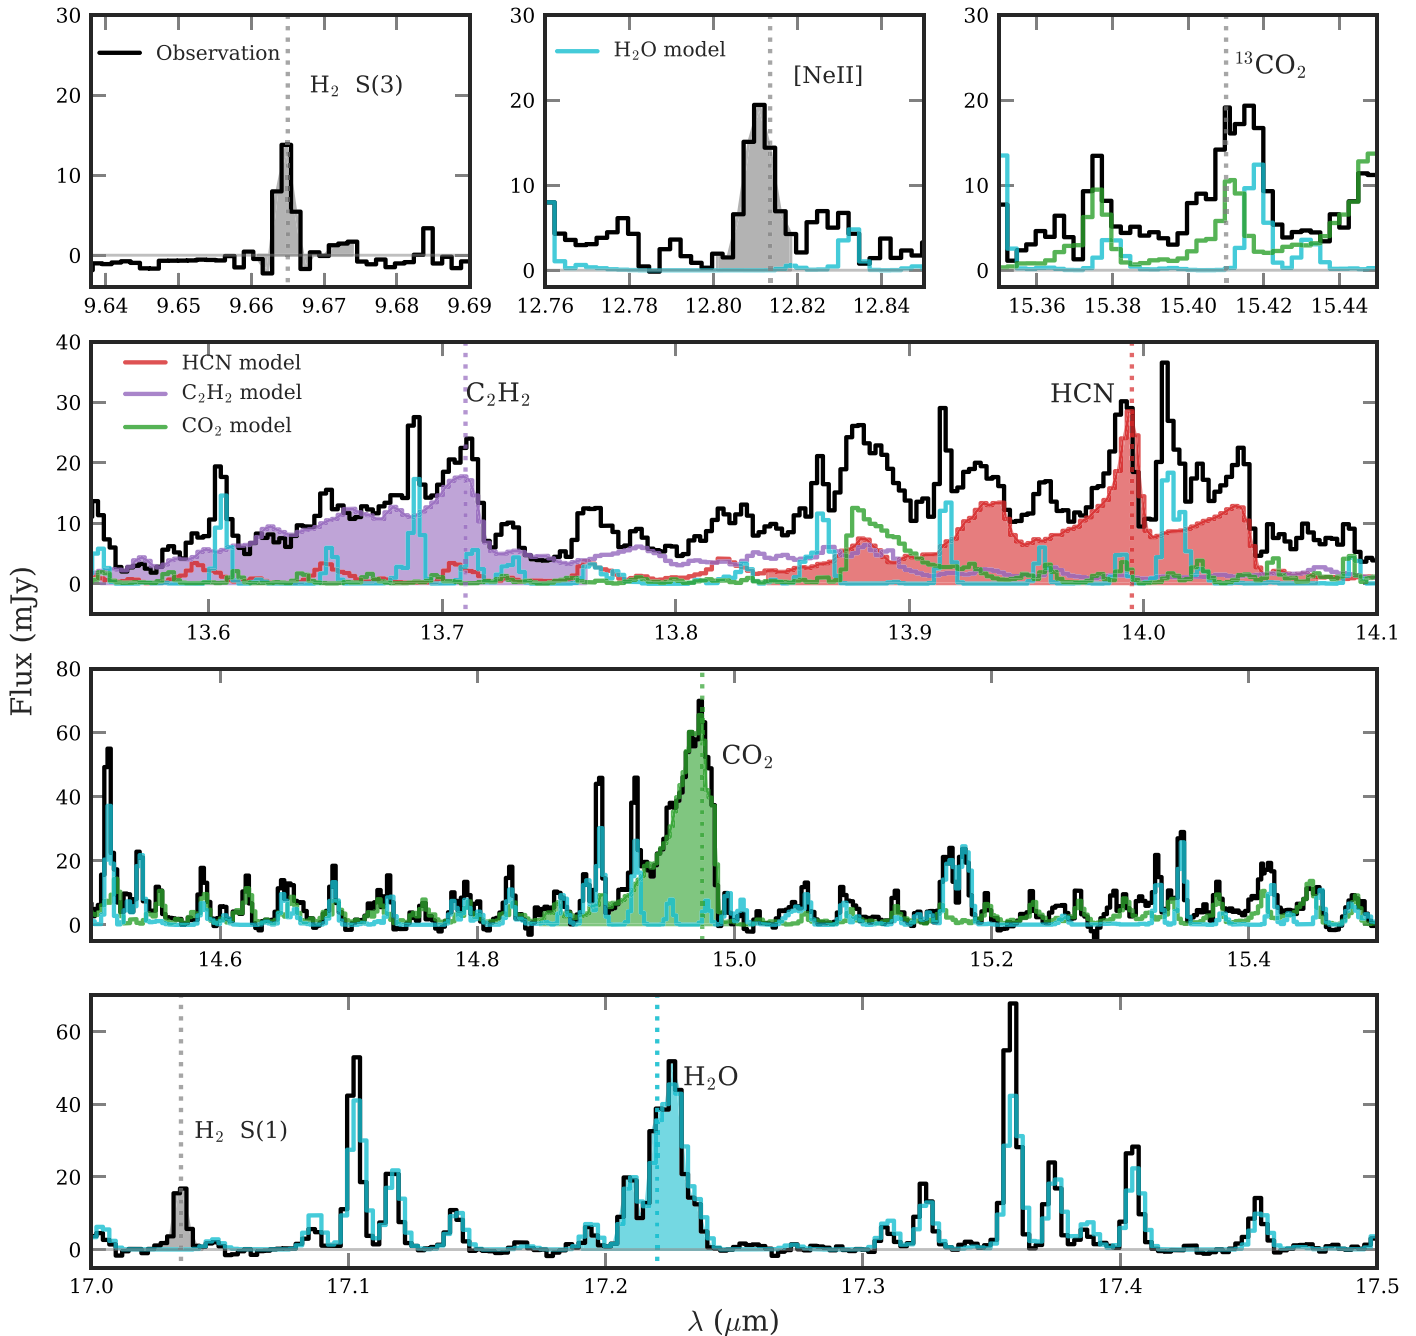 30 20 10 0
Observation
H₂ S(3)
9.64 9.65 9.66 9.67 9.68 9.69
30 20 10 0
H₂O model
[NeII]
12.76 12.78 12.80 12.82 12.84
30 20 10 0
¹³CO₂
15.36 15.38 15.40 15.42 15.44
40 30 20 10 0
HCN model
C₂H₂ model
CO₂ model
C₂H₂
HCN
13.6 13.7 13.8 13.9 14.0 14.1
Flux (mJy)
80 60 40 20 0
CO₂
14.6 14.8 15.0 15.2 15.4
60 40 20 0
H₂ S(1)
H₂O
17.0 17.1 17.2 17.3 17.4 17.5
λ (μm)